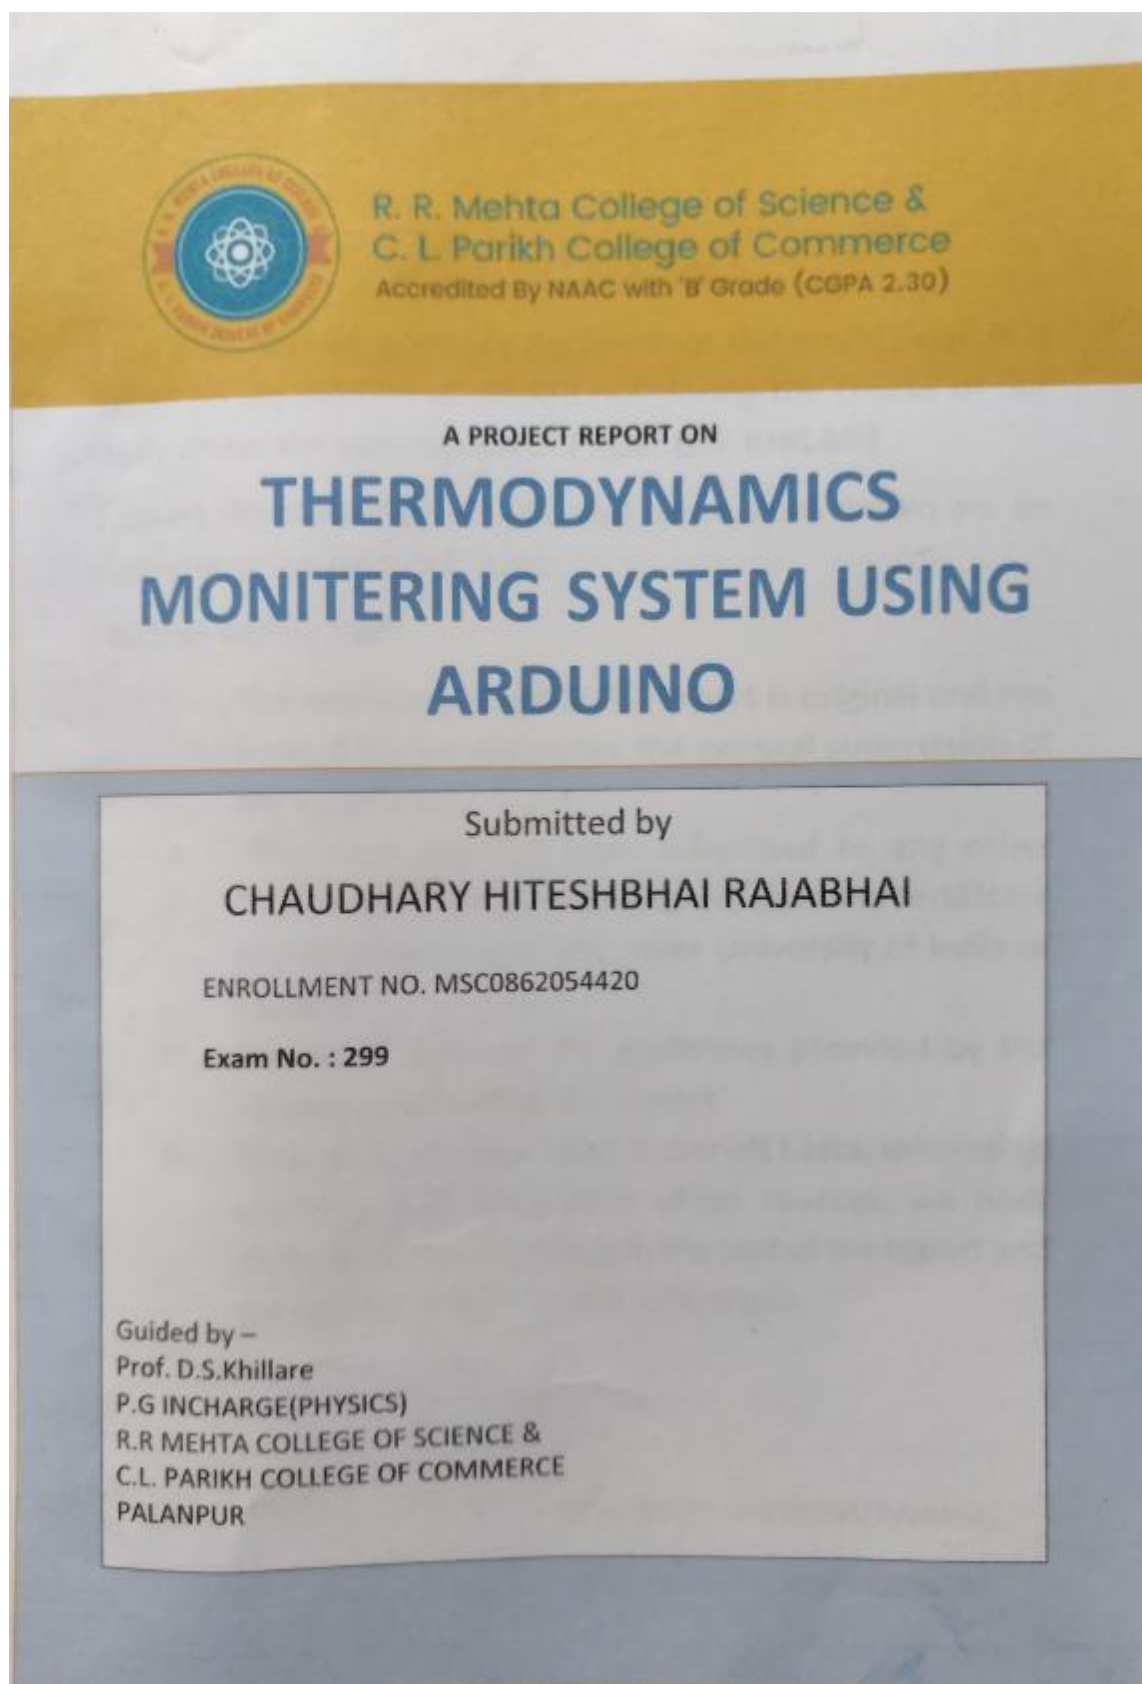 R. R. Mehta College of Science &
C. L. Parikh College of Commerce
Accredited By NAAC with 'B' Grade (CGPA 2.30)
A PROJECT REPORT ON
THERMODYNAMICS
MONITERING SYSTEM USING
ARDUINO
Submitted by
CHAUDHARY HITESHBHAI RAJABHAI
ENROLLMENT NO. MSC0862054420
Exam No. : 299
Guided by –
Prof. D.S.Khillare
P.G INCHARGE(PHYSICS)
R.R MEHTA COLLEGE OF SCIENCE &
C.L. PARIKH COLLEGE OF COMMERCE
PALANPUR